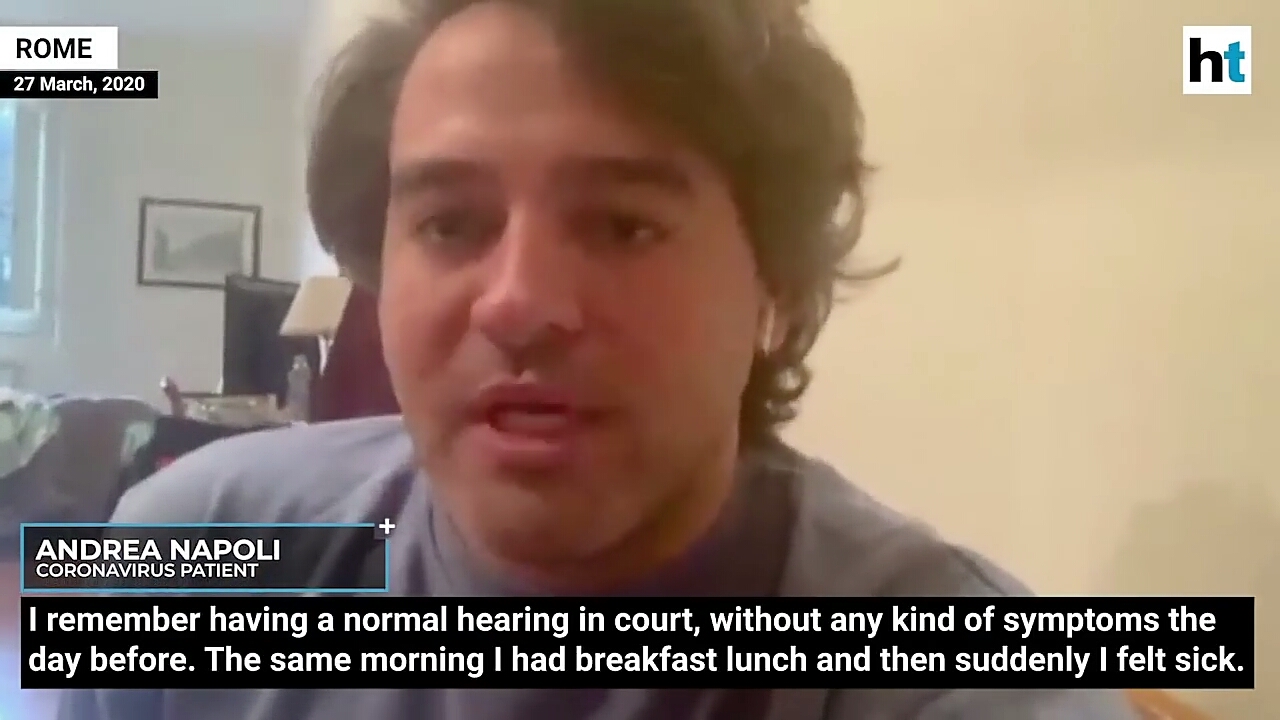 ROME
27 March, 2020
ht
ANDREA NAPOLI
CORONAVIRUS PATIENT
I remember having a normal hearing in court, without any kind of symptoms the
day before. The same morning I had breakfast lunch and then suddenly I felt sick.